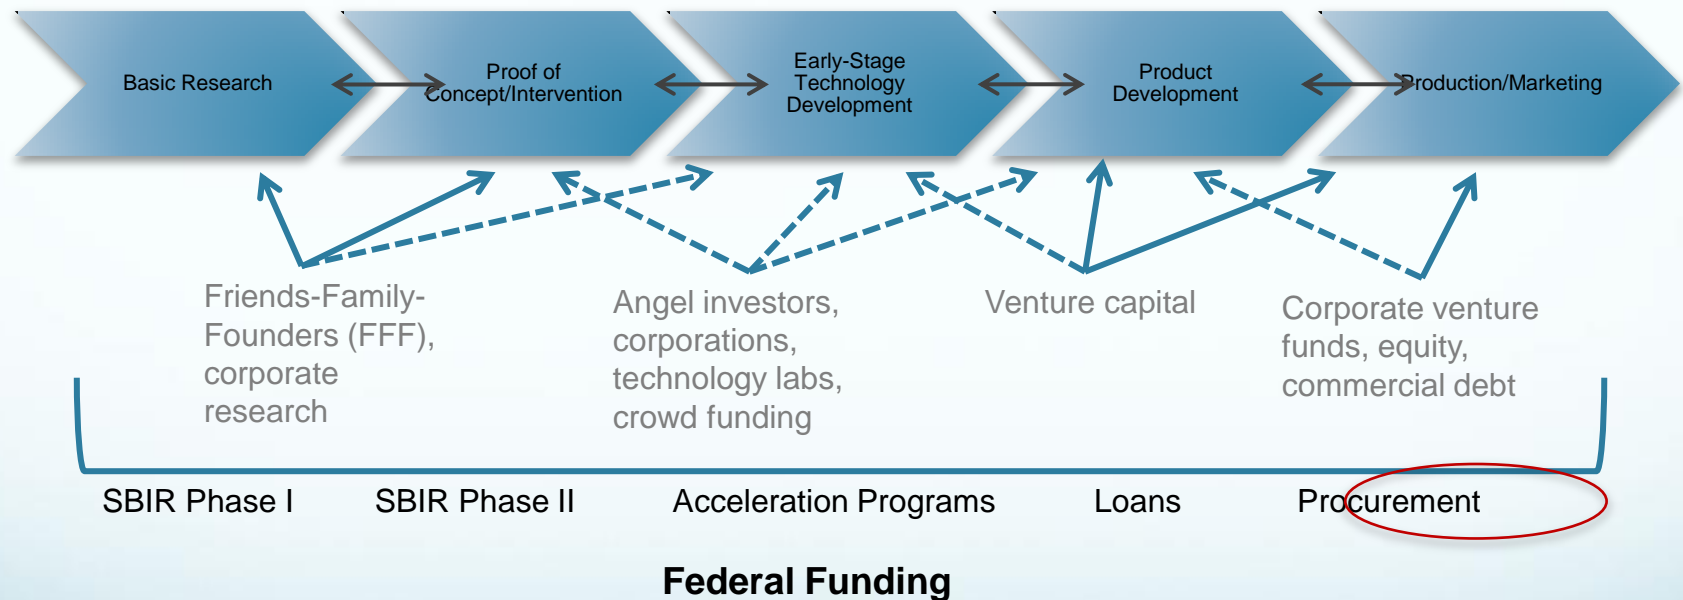 Basic Research
Proof of
Concept/Intervention
Early-Stage
Technology
Development
Product
Development
Production/Marketing
Friends-Family-
Founders (FFF),
corporate
research
Angel investors,
corporations,
technology labs,
crowd funding
Venture capital
Corporate venture
funds, equity,
commercial debt
SBIR Phase I
SBIR Phase II
Acceleration Programs
Loans
Procurement
Federal Funding